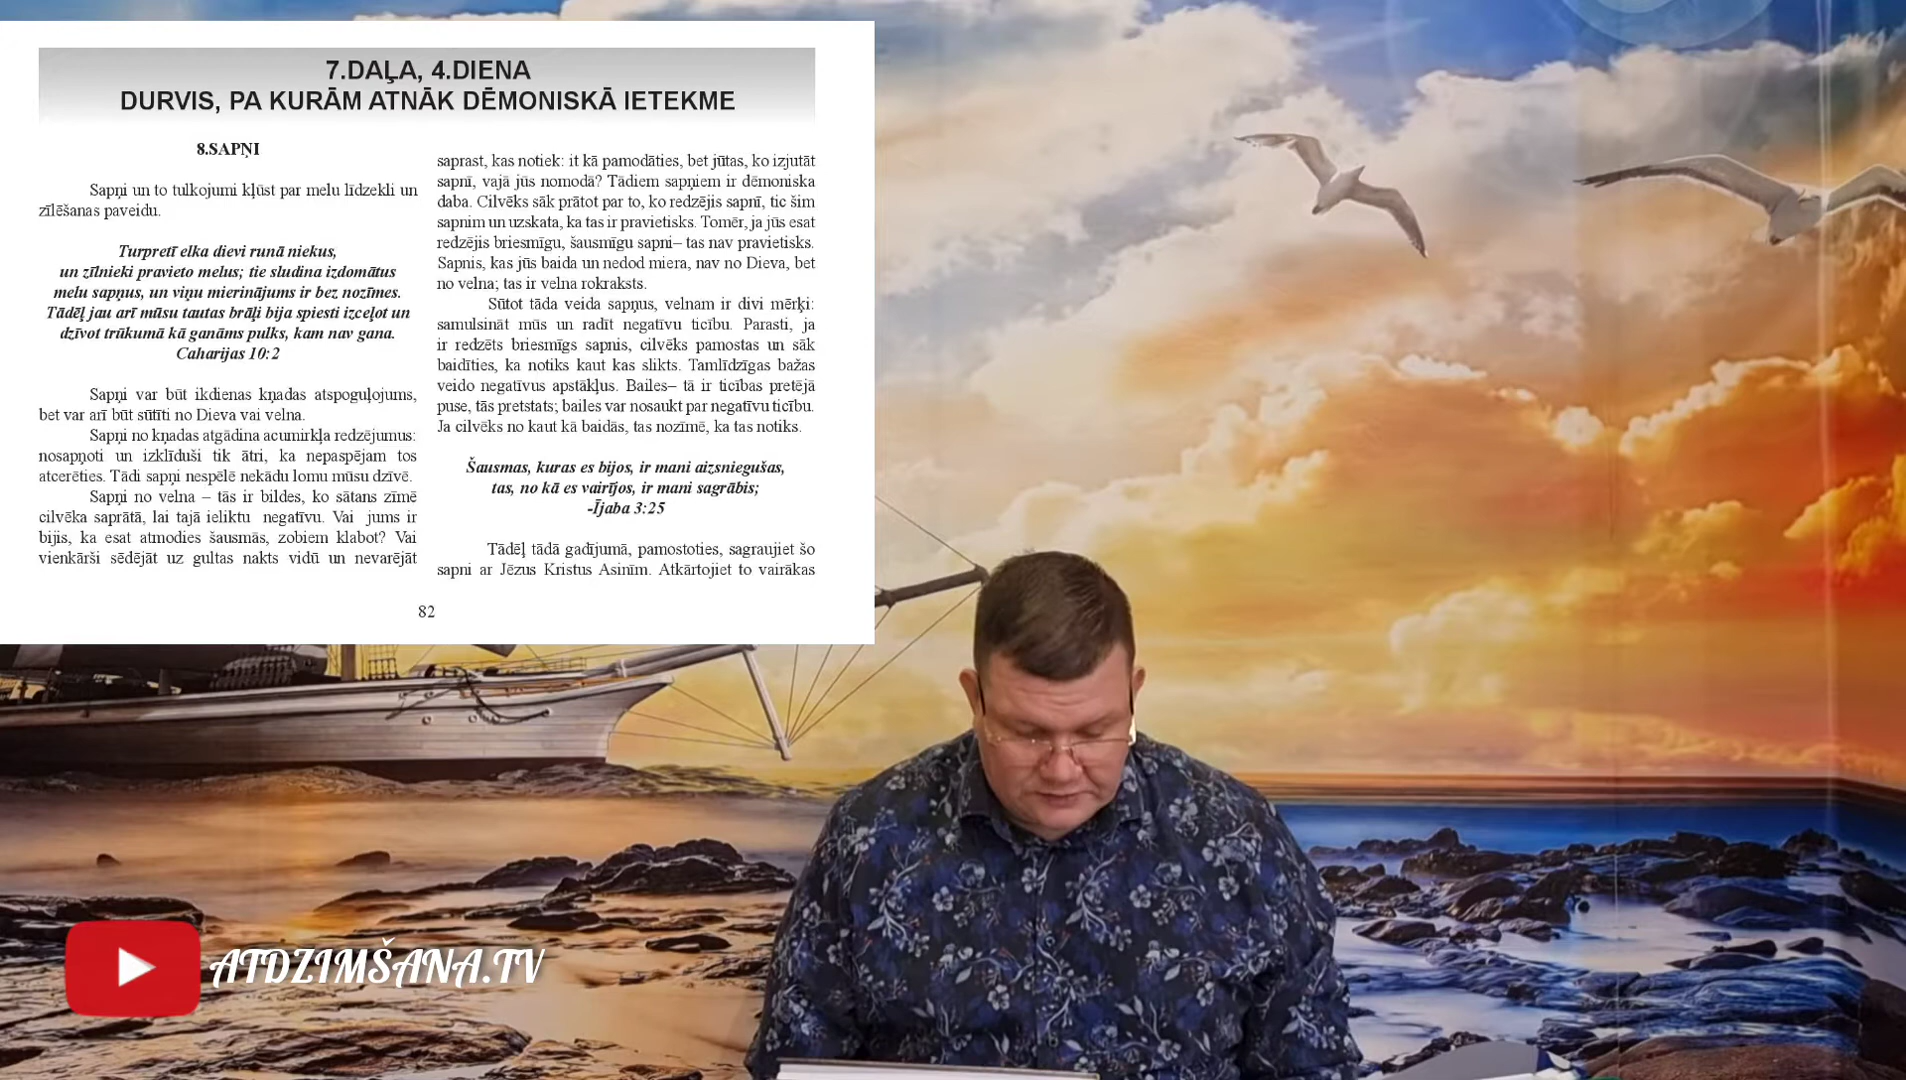 7.DAĻA, 4.DIENA
DURVIS, PA KURĀM ATNĀK DĒMONISKĀ IETEKME
8.SAPŅI
Sapņi un to tulkojumi kļūst par melu līdzekli un
zīlēšanas paveidu.
Turpretī elka dievi runā niekus,
un zīlnieki pravieto melus; tie sludina izdomātus
melu sapņus, un viņu mierinājums ir bez nozīmes.
Tādēļ jau arī mūsu tautas brāļi bija spiesti izceļot un
dzīvot trūkumā kā ganāms pulks, kam nav gana.
Caharijas 10:2
Sapņi var būt ikdienas kņadas atspoguļojums,
bet var arī būt sūtīti no Dieva vai velna.
Sapņi no kņadas atgādina acumirkļa redzējumus:
nosapņoti un izklīduši tik ātri, ka nepaspējam tos
atcerēties. Tādi sapņi nespēlē nekādu lomu mūsu dzīvē.
Sapņi no velna – tās ir bildes, ko sātans zīmē
cilvēka saprātā, lai tajā ieliktu negatīvu. Vai jums ir
bijis, ka esat atmodies šausmās, zobiem klabot? Vai
vienkārši sēdējāt uz gultas nakts vidū un nevarējāt
saprast, kas notiek: it kā pamodāties, bet jūtas, ko izjutāt
sapnī, vajā jūs nomodā? Tādiem sapņiem ir dēmoniska
daba. Cilvēks sāk prātot par to, ko redzējis sapnī, tic šim
sapnim un uzskata, ka tas ir pravietisks. Tomēr, ja jūs esat
redzējis briesmīgu, šausmīgu sapni– tas nav pravietisks.
Sapnis, kas jūs baida un nedod miera, nav no Dieva, bet
no velna; tas ir velna rokraksts.
Sūtot tāda veida sapņus, velnam ir divi mērķi:
samulsināt mūs un radīt negatīvu ticību. Parasti, ja
ir redzēts briesmīgs sapnis, cilvēks pamostas un sāk
baidīties, ka notiks kaut kas slikts. Tamlīdzīgas bažas
veido negatīvus apstākļus. Bailes– tā ir ticības pretējā
puse, tās pretstats; bailes var nosaukt par negatīvu ticību.
Ja cilvēks no kaut kā baidās, tas nozīmē, ka tas notiks.
Šausmas, kuras es bijos, ir mani aizsniegušas,
tas, no kā es vairījos, ir mani sagrābis;
-Ījaba 3:25
Tādēļ tādā gadījumā, pamostoties, sagraujiet šo
sapni ar Jēzus Kristus Asinīm. Atkārtojiet to vairākas
82
ATDZIMŠANA.TV